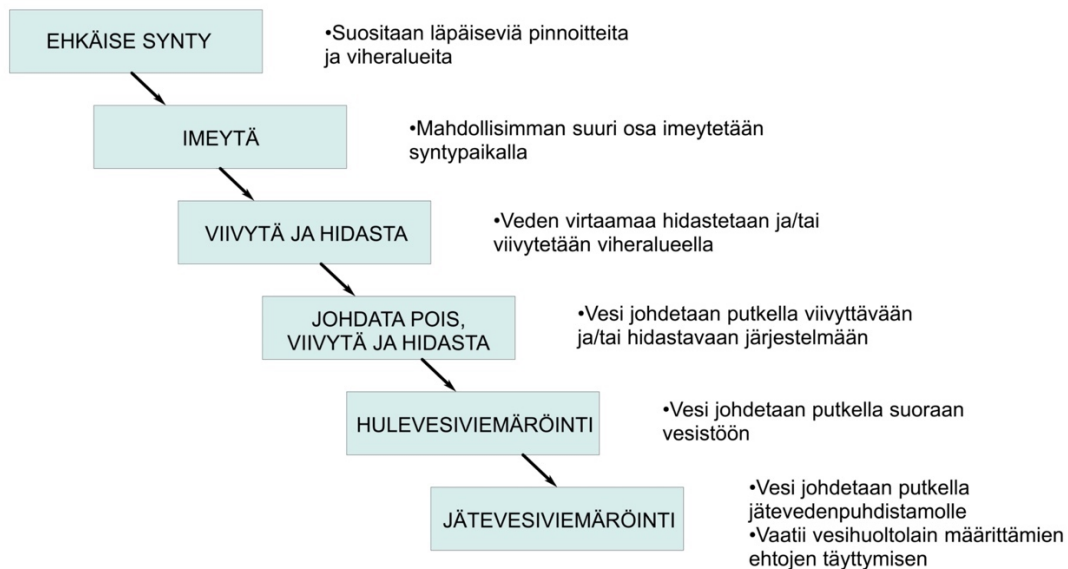 EHKÄISE SYNTY
•Suositaan läpäiseviä pinnoitteita
ja viheralueita
IMEYTÄ
•Mahdollisimman suuri osa imeytetään
syntypaikalla
VIIVYTÄ JA HIDASTA
•Veden virtaamaa hidastetaan ja/tai
viivytetään viheralueella
JOHDATA POIS,
VIIVYTÄ JA HIDASTA
•Vesi johdetaan putkella viivyttävään
ja/tai hidastavaan järjestelmään
HULEVESIVIEMÄRÖINTI
•Vesi johdetaan putkella suoraan
vesistöön
JÄTEVESIVIEMÄRÖINTI
•Vesi johdetaan putkella
jätevedenpuhdistamolle
•Vaatii vesihuoltolain määrittämien
ehtojen täyttymisen